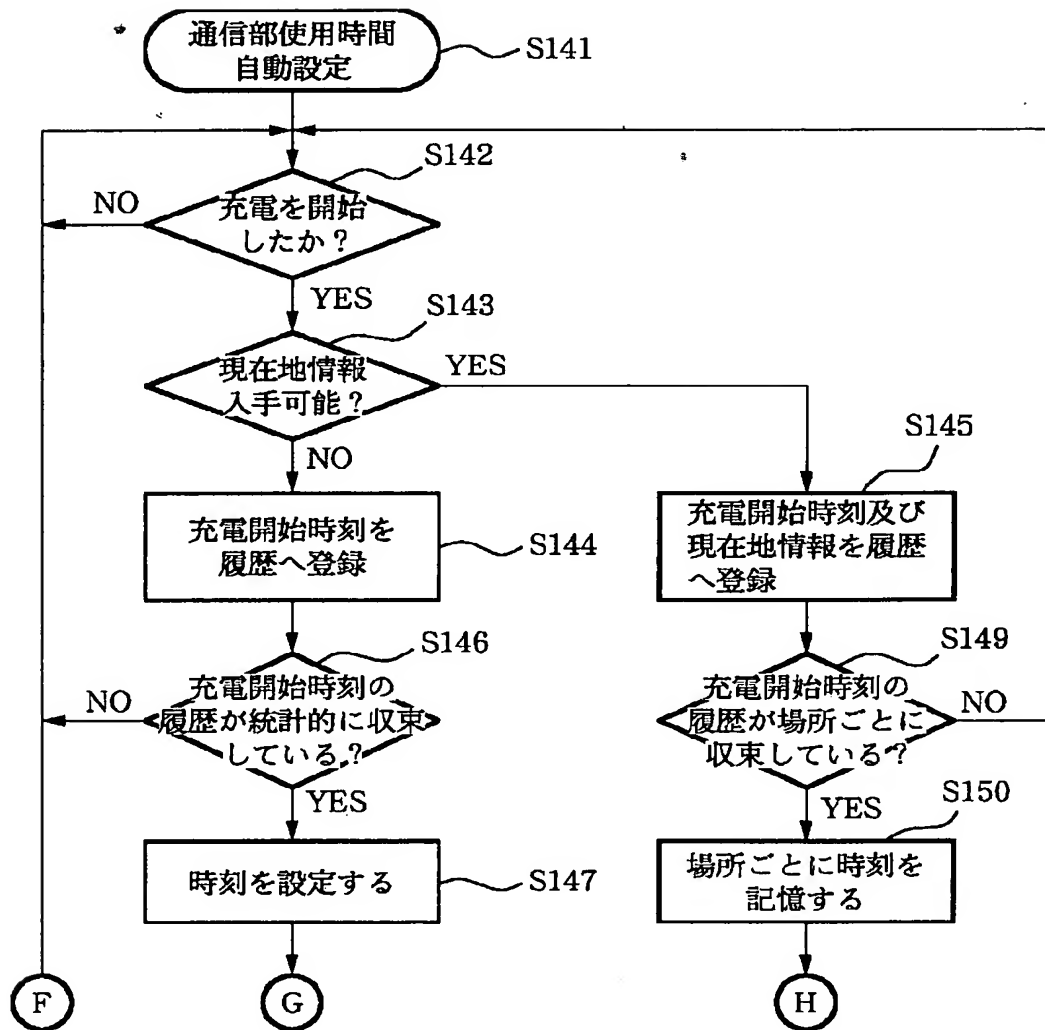 通信部使用時間
自動設定
S141
S142
NO
充電を開始
したか？
YES
S143
現在地情報
入手可能？
YES
NO
S145
充電開始時刻を
履歴へ登録
S144
充電開始時刻及び
現在地情報を履歴
へ登録
S146
NO
充電開始時刻の
履歴が統計的に収束
している？
YES
S149
充電開始時刻の
履歴が場所ごとに
収束している？
NO
YES
S150
時刻を設定する
S147
場所ごとに時刻を
記憶する
F
G
H